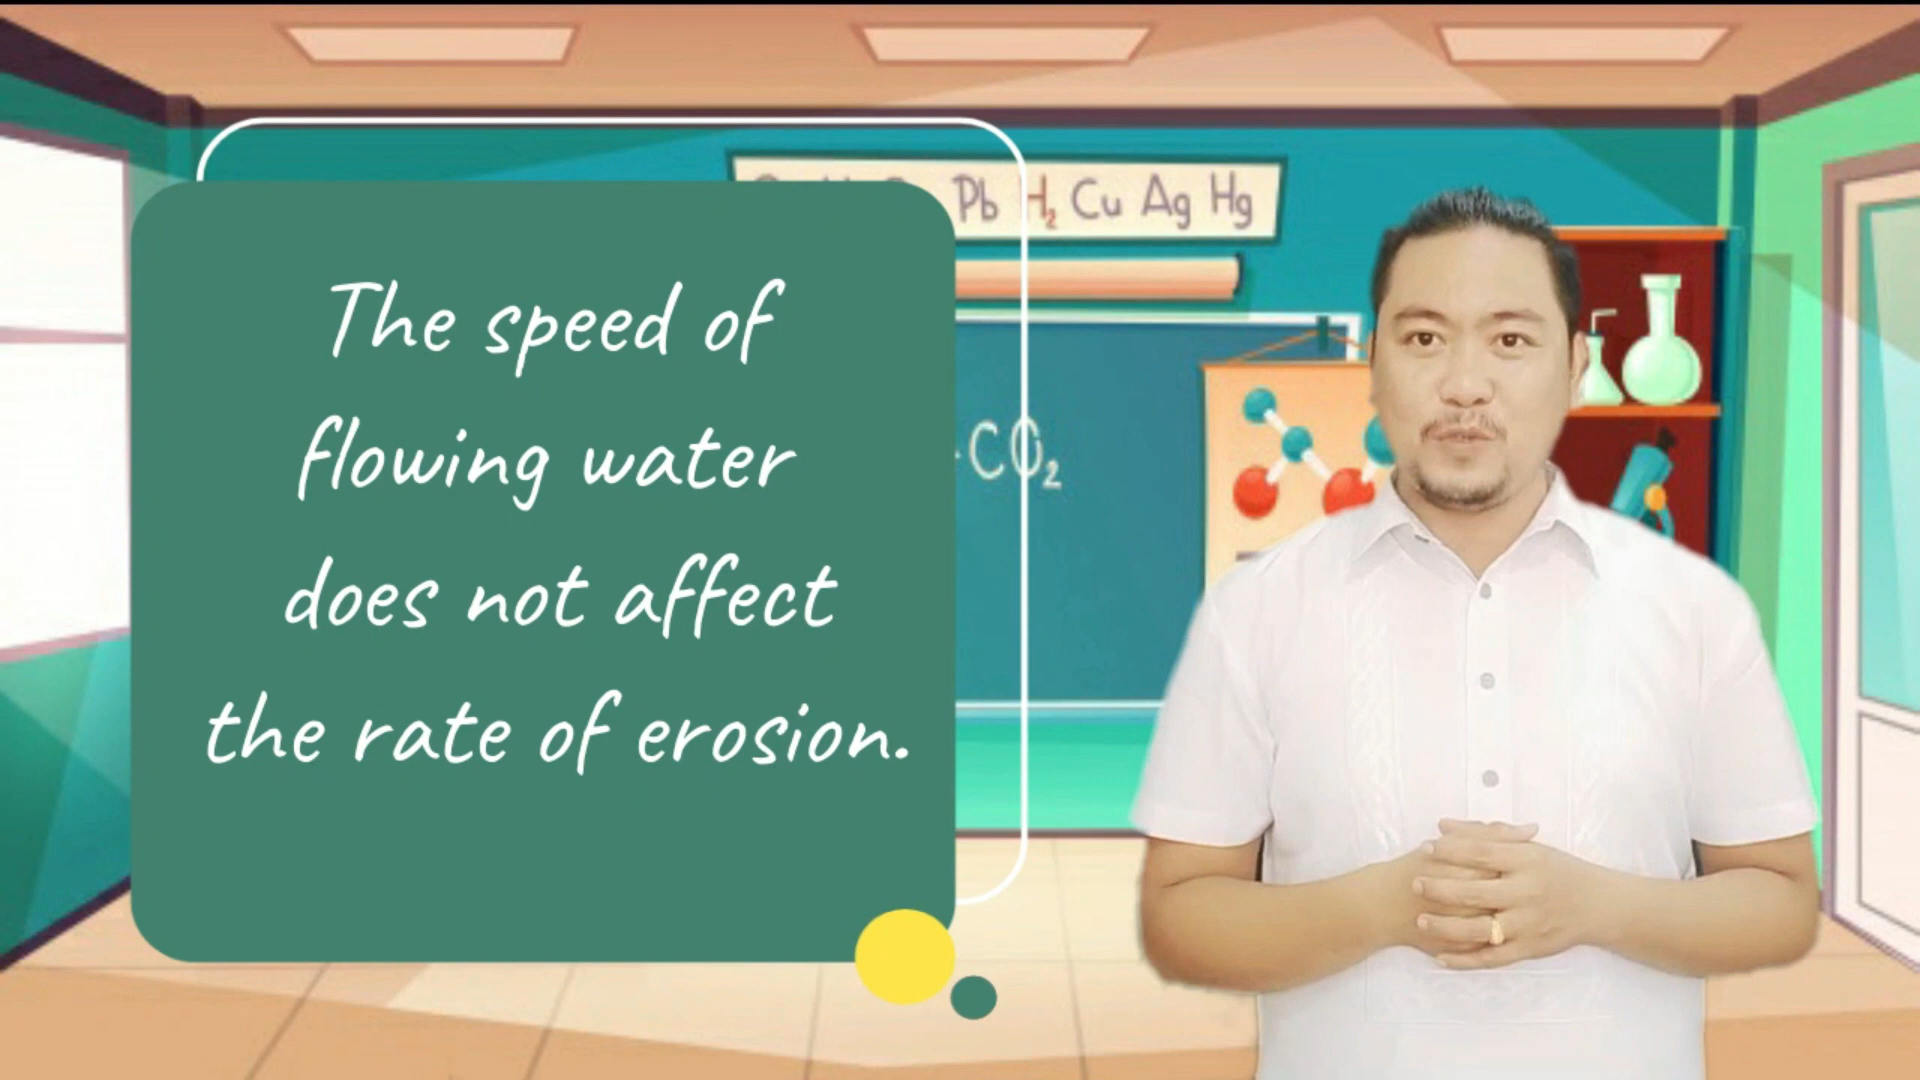 Pb H₂ Cu Ag Hg
The speed of
flowing water
does not affect
the rate of erosion.
CO₂